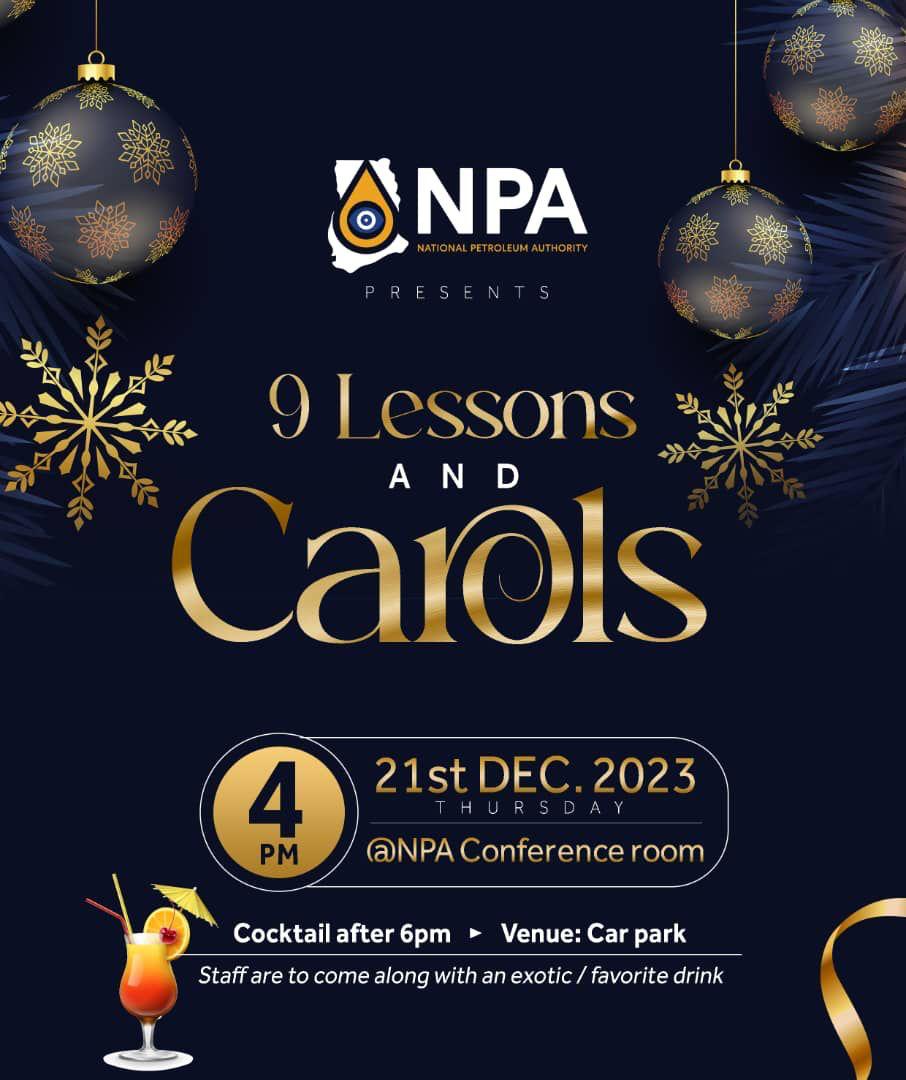 NPA
NATIONAL PETROLEUM AUTHORITY
PRESENTS
9 Lessons
AND
Carols
4
PM
21st DEC. 2023
THURSDAY
@NPA Conference room
Cocktail after 6pm ► Venue: Car park
Staff are to come along with an exotic / favorite drink